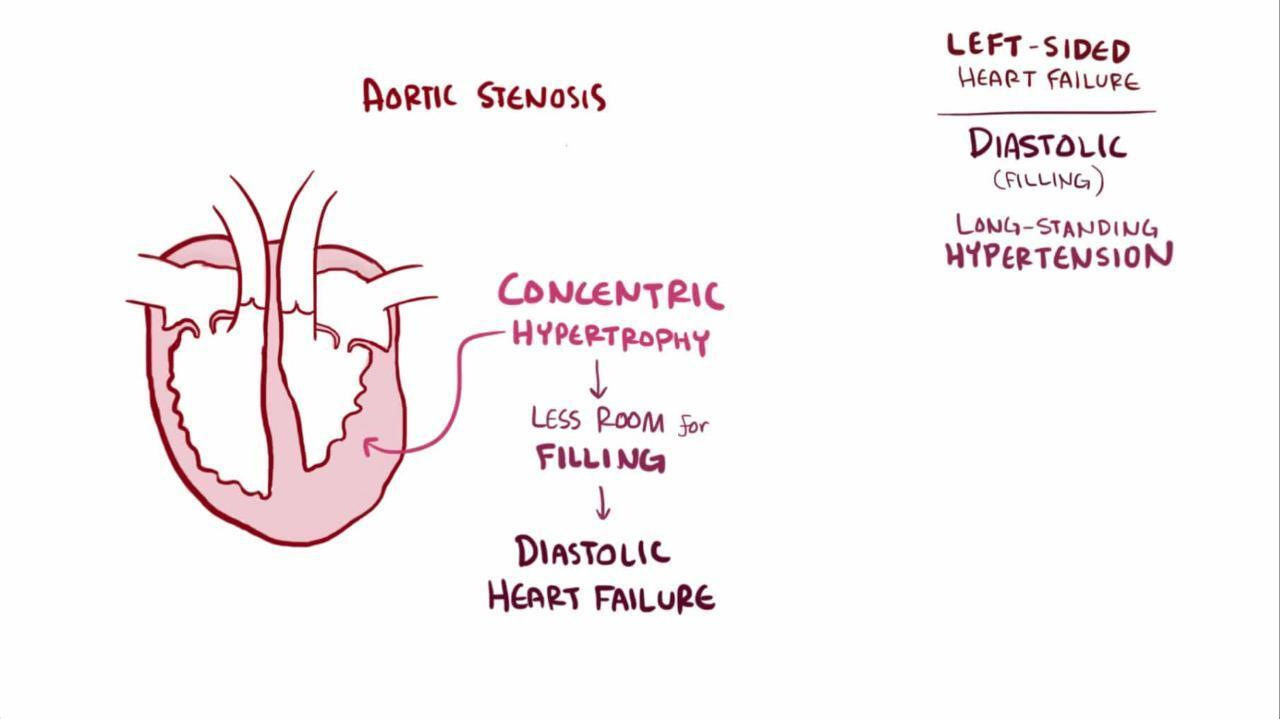 AORTIC STENOSIS
CONCENTRIC
HYPERTROPHY
LESS ROOM for
FILLING
DIASTOLIC
HEART FAILURE
LEFT-SIDED
HEART FAILURE
DIASTOLIC
(FILLING)
LONG-STANDING
HYPERTENSION